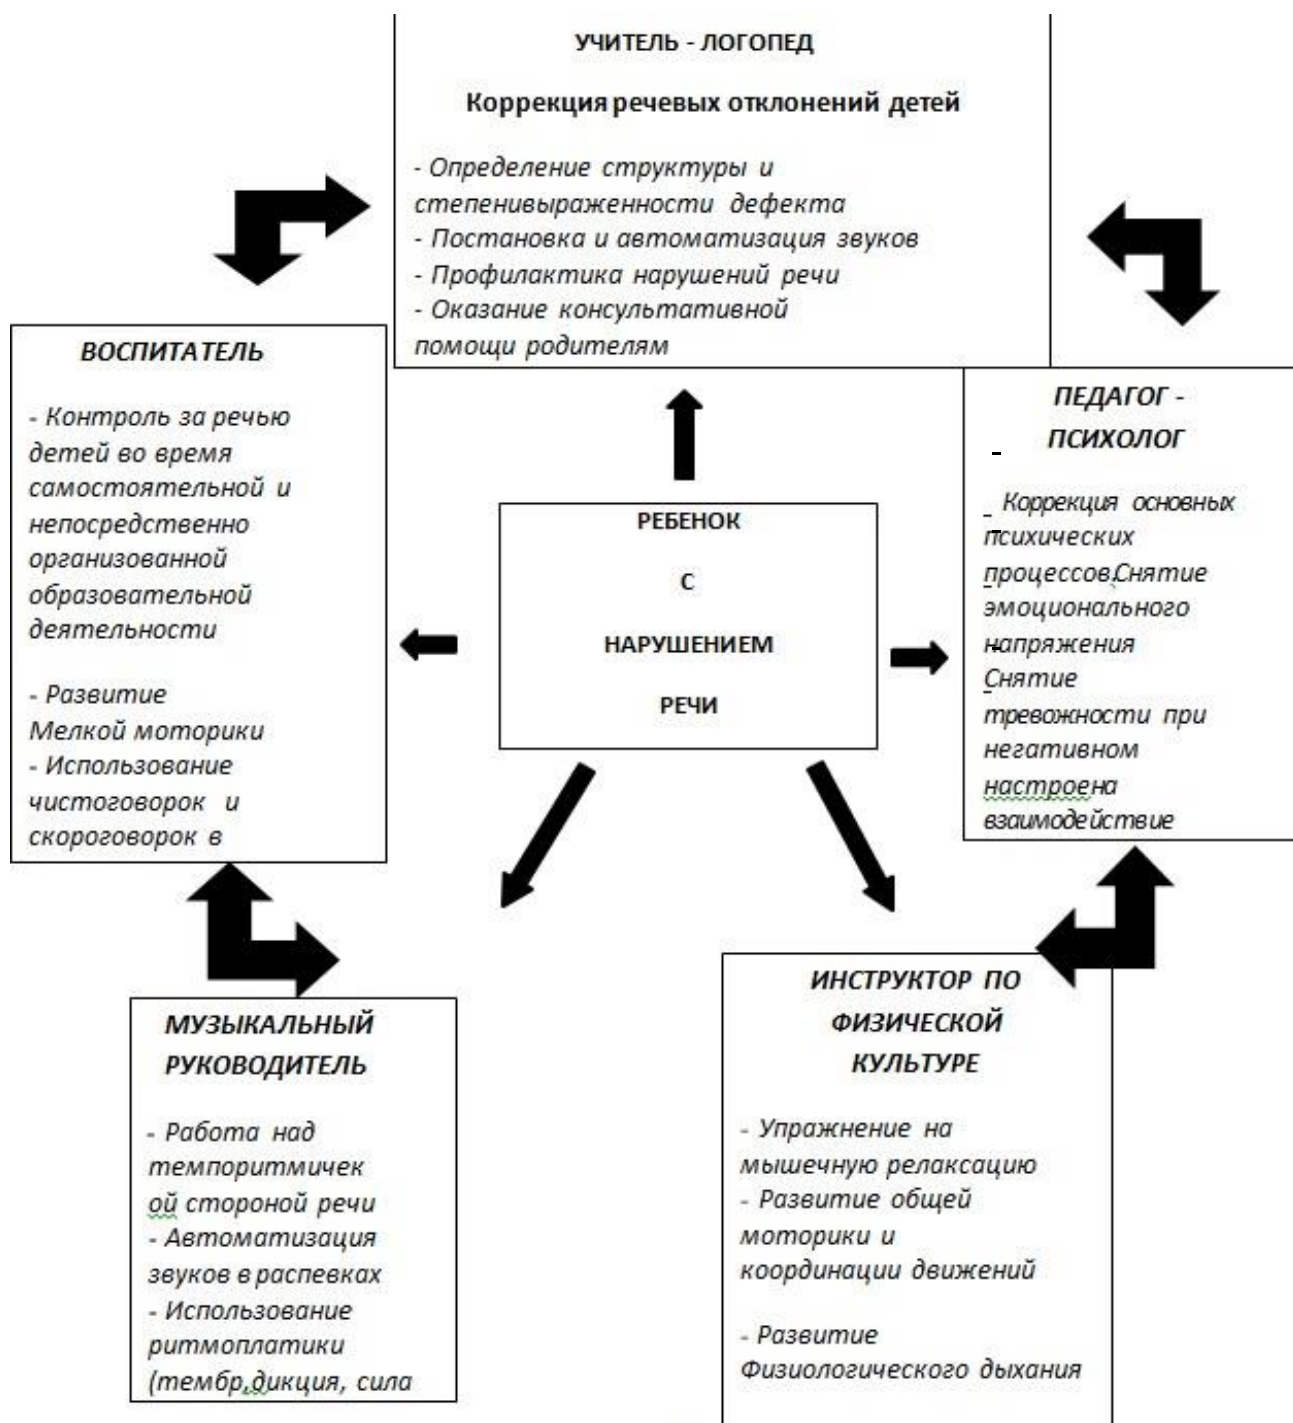 УЧИТЕЛЬ - ЛОГОПЕД
Коррекция речевых отклонений детей
- Определение структуры и
степенивыраженности дефекта
- Постановка и автоматизация звуков
- Профилактика нарушений речи
- Оказание консультативной
помощи родителям
ВОСПИТАТЕЛЬ
- Контроль за речью
детей во время
самостоятельной и
непосредственно
организованной
образовательной
деятельности
- Развитие
Мелкой моторики
- Использование
чистоговорок и
скороговорок в
РЕБЕНОК
С
НАРУШЕНИЕМ
РЕЧИ
ПЕДАГОГ -
ПСИХОЛОГ
- Коррекция основных
психических
процессов,Снятие
эмоционального
напряжения
Снятие
тревожности при
негативном
настроена
взаимодействие
МУЗЫКАЛЬНЫЙ
РУКОВОДИТЕЛЬ
- Работа над
темпоритмичек
ой стороной речи
- Автоматизация
звуков в распевках
- Использование
ритмоплатики
(тембр,дикция, сила
ИНСТРУКТОР ПО
ФИЗИЧЕСКОЙ
КУЛЬТУРЕ
- Упражнение на
мышечную релаксацию
- Развитие общей
моторики и
координации движений
- Развитие
Физиологического дыхания